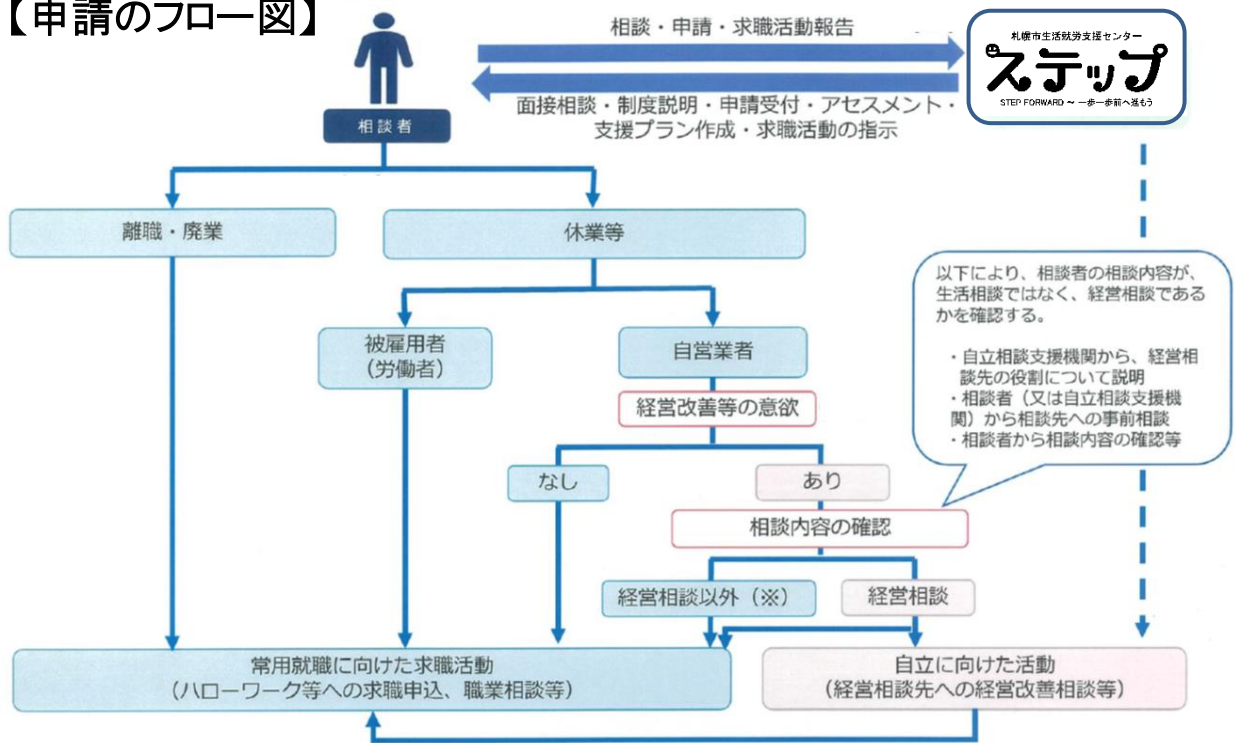 【申請のフロー図】
相談・申請・求職活動報告
面接相談・制度説明・申請受付・アセスメント・
支援プラン作成・求職活動の指示
札幌市生活就労支援センター
ステップ
STEP FORWARD ～ 一歩一歩前へ進もう
相談者
離職・廃業
休業等
以下により、相談者の相談内容が、
生活相談ではなく、経営相談である
かを確認する。
・自立相談支援機関から、経営相
談先の役割について説明
・相談者（又は自立相談支援機
関）から相談先への事前相談
・相談者から相談内容の確認等
被雇用者
（労働者）
自営業者
経営改善等の意欲
なし
あり
相談内容の確認
経営相談以外（※）
経営相談
常用就職に向けた求職活動
（ハローワーク等への求職申込、職業相談等）
自立に向けた活動
（経営相談先への経営改善相談等）